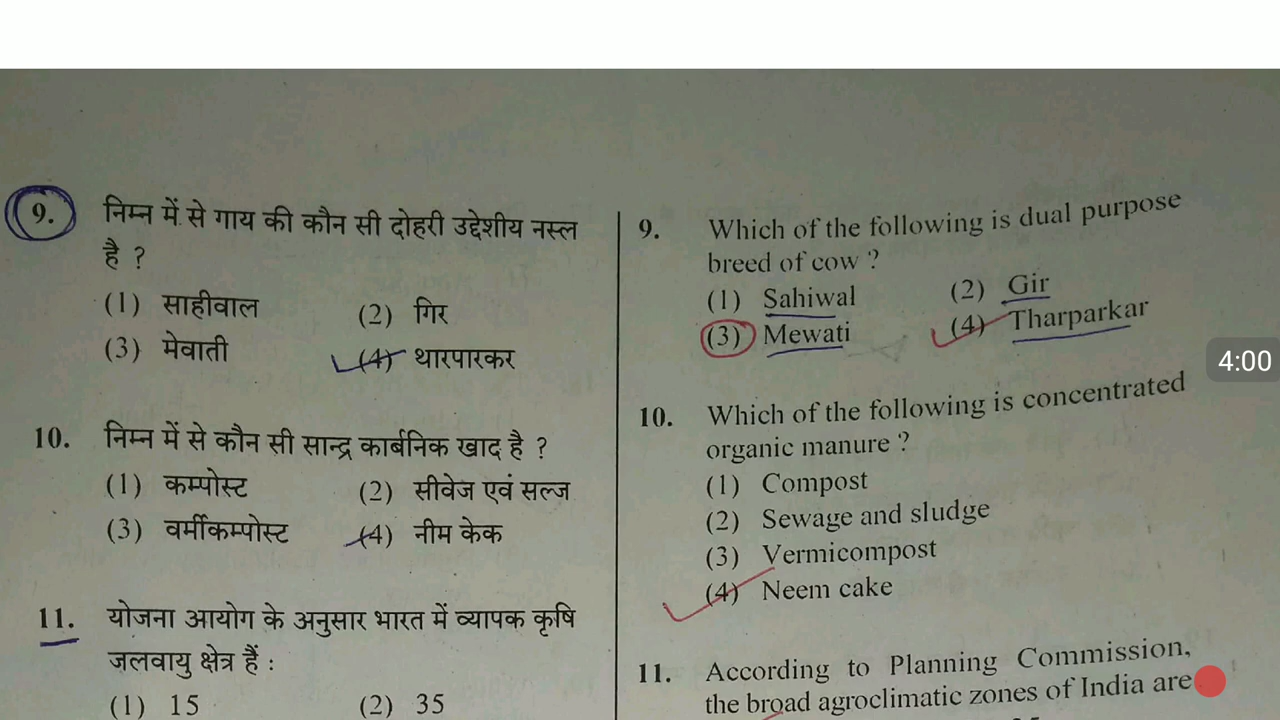 9. निम्न में से गाय की कौन सी दोहरी उद्देशीय नस्ल
है ?
(1) साहीवाल (2) गिर
(3) मेवाती (4) थारपारकर
10. निम्न में से कौन सी सान्द्र कार्बनिक खाद है ?
(1) कम्पोस्ट (2) सीवेज एवं सल्ज
(3) वर्मीकम्पोस्ट (4) नीम केक
11. योजना आयोग के अनुसार भारत में व्यापक कृषि
जलवायु क्षेत्र हैं :
(1) 15 (2) 35
9. Which of the following is dual purpose
breed of cow ?
(1) Sahiwal (2) Gir
(3) Mewati (4) Tharparkar
10. Which of the following is concentrated
organic manure ?
(1) Compost
(2) Sewage and sludge
(3) Vermicompost
(4) Neem cake
11. According to Planning Commission,
the broad agroclimatic zones of India are
4:00